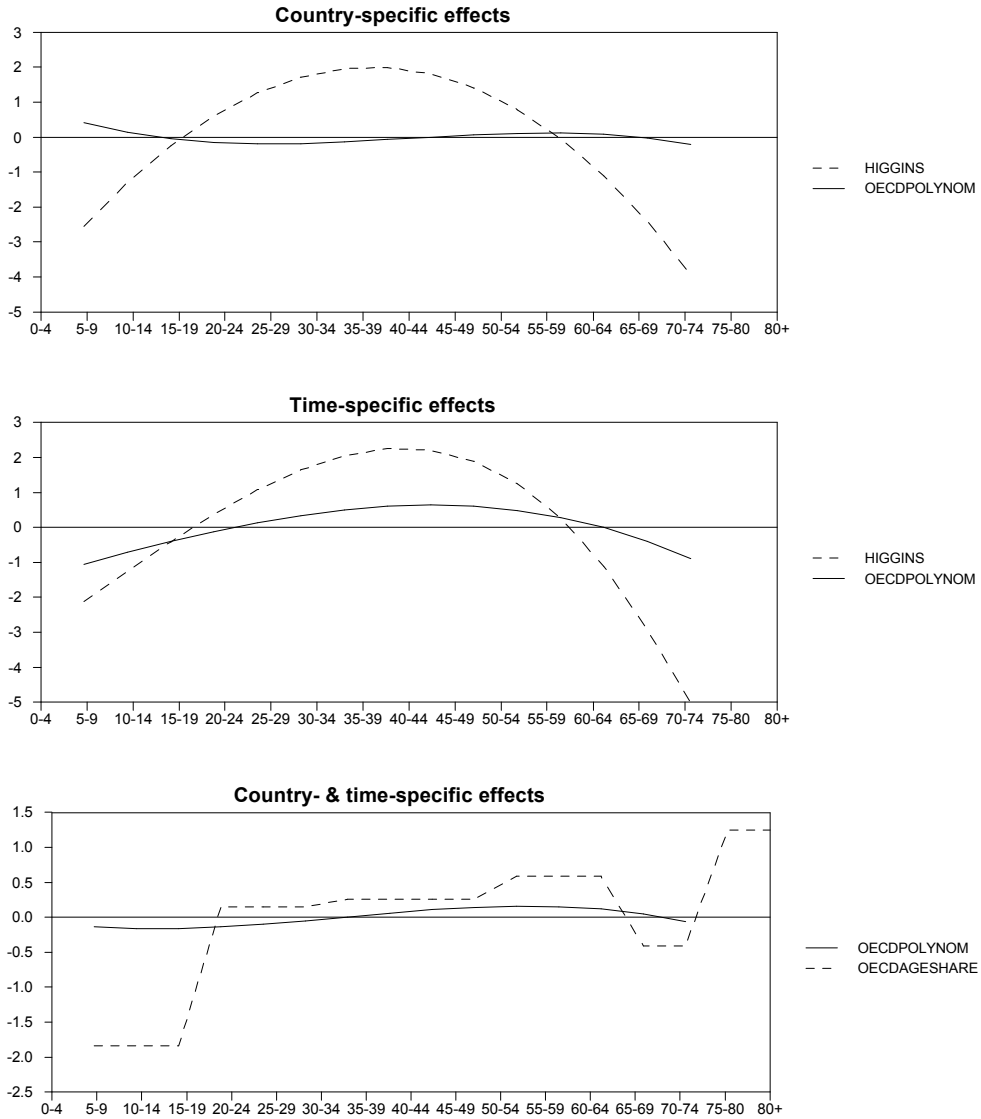 Country-specific effects
3
2
1
0
-1
-2
-3
-4
-5
0-4 5-9 10-14 15-19 20-24 25-29 30-34 35-39 40-44 45-49 50-54 55-59 60-64 65-69 70-74 75-80 80+
HIGGINS
OECDPOLYNOM
Time-specific effects
3
2
1
0
-1
-2
-3
-4
-5
0-4 5-9 10-14 15-19 20-24 25-29 30-34 35-39 40-44 45-49 50-54 55-59 60-64 65-69 70-74 75-80 80+
HIGGINS
OECDPOLYNOM
Country- & time-specific effects
1.5
1.0
0.5
0.0
-0.5
-1.0
-1.5
-2.0
-2.5
0-4 5-9 10-14 15-19 20-24 25-29 30-34 35-39 40-44 45-49 50-54 55-59 60-64 65-69 70-74 75-80 80+
OECDPOLYNOM
OECDAGESHARE